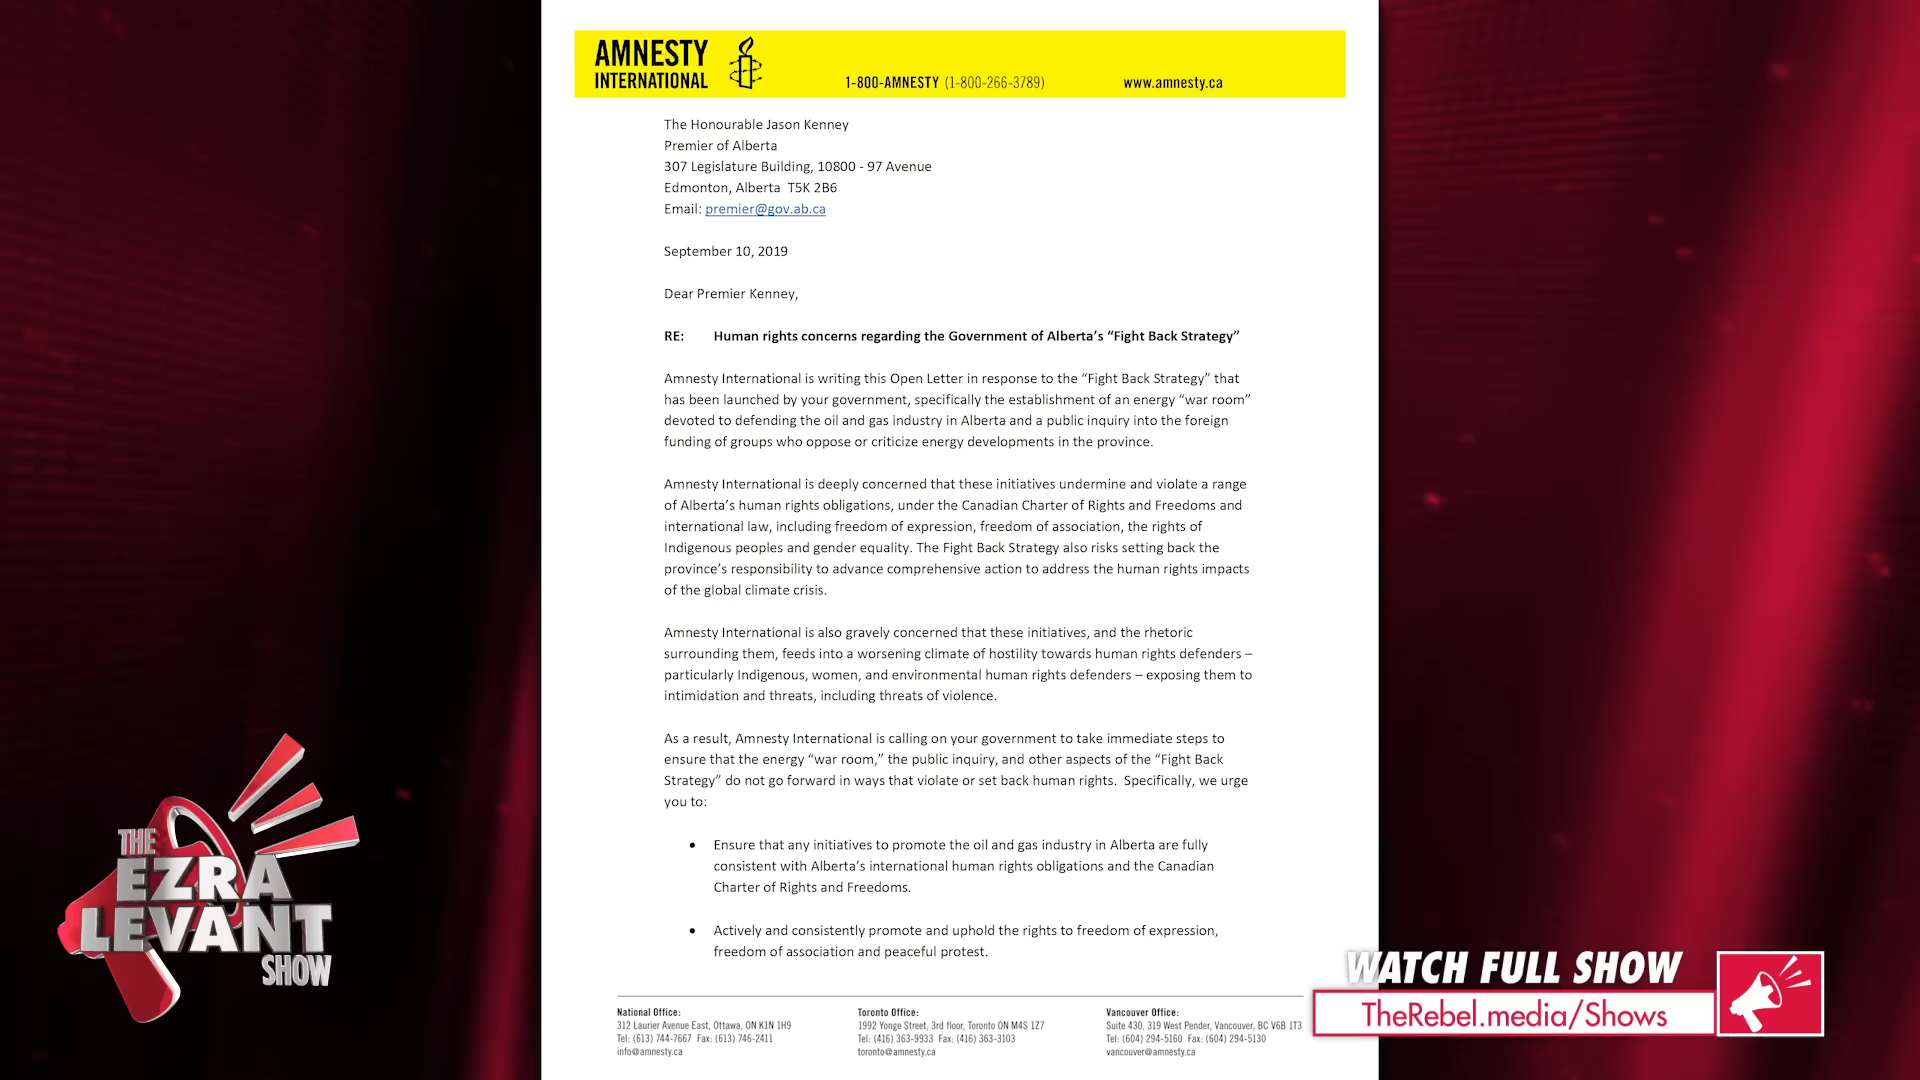 AMNESTY
INTERNATIONAL
1-800-AMNESTY (1-800-266-3789)
www.amnesty.ca
The Honourable Jason Kenney
Premier of Alberta
307 Legislature Building, 10800 - 97 Avenue
Edmonton, Alberta  T5K 2B6
Email: premier@gov.ab.ca
September 10, 2019
Dear Premier Kenney,
RE: Human rights concerns regarding the Government of Alberta’s “Fight Back Strategy”
Amnesty International is writing this Open Letter in response to the “Fight Back Strategy” that
has been launched by your government, specifically the establishment of an energy “war room”
devoted to defending the oil and gas industry in Alberta and a public inquiry into the foreign
funding of groups who oppose or criticize energy developments in the province.
Amnesty International is deeply concerned that these initiatives undermine and violate a range
of Alberta’s human rights obligations, under the Canadian Charter of Rights and Freedoms and
international law, including freedom of expression, freedom of association, the rights of
Indigenous peoples and gender equality. The Fight Back Strategy also risks setting back the
province’s responsibility to advance comprehensive action to address the human rights impacts
of the global climate crisis.
Amnesty International is also gravely concerned that these initiatives, and the rhetoric
surrounding them, feeds into a worsening climate of hostility towards human rights defenders –
particularly Indigenous, women, and environmental human rights defenders – exposing them to
intimidation and threats, including threats of violence.
As a result, Amnesty International is calling on your government to take immediate steps to
ensure that the energy “war room,” the public inquiry, and other aspects of the “Fight Back
Strategy” do not go forward in ways that violate or set back human rights.  Specifically, we urge
you to:
• Ensure that any initiatives to promote the oil and gas industry in Alberta are fully
consistent with Alberta’s international human rights obligations and the Canadian
Charter of Rights and Freedoms.
• Actively and consistently promote and uphold the rights to freedom of expression,
freedom of association and peaceful protest.
National Office:
312 Laurier Avenue East, Ottawa, ON K1N 1H9
Tel: (613) 744-7667  Fax: (613) 746-2411
info@amnesty.ca
Toronto Office:
1992 Yonge Street, 3rd floor, Toronto ON M4S 1Z7
Tel: (416) 363-9933  Fax: (416) 363-3103
toronto@amnesty.ca
Vancouver Office:
Suite 430, 319 West Pender, Vancouver, BC V6B 1T3
Tel: (604) 294-5160  Fax: (604) 294-5130
vancouver@amnesty.ca
THE
EZRA
LEVANT
SHOW
WATCH FULL SHOW
TheRebel.media/Shows